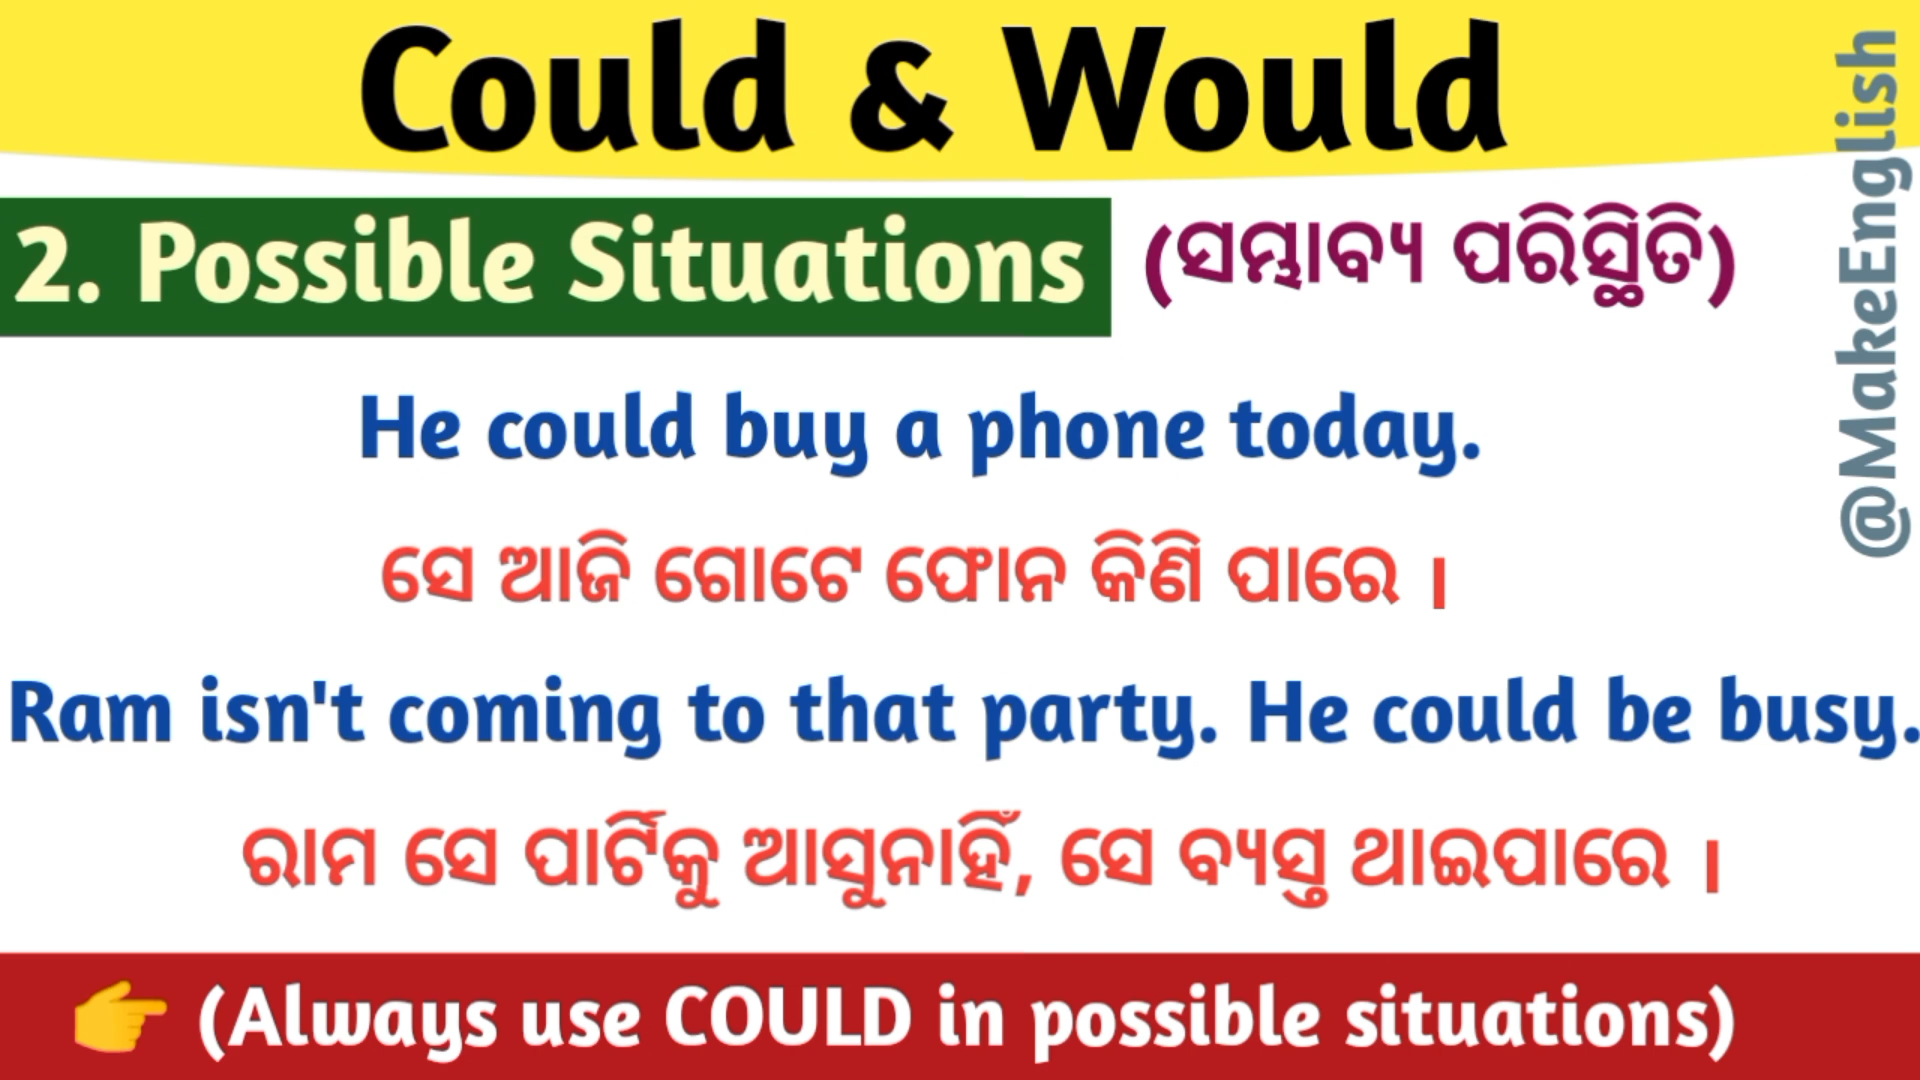 Could & Would
2. Possible Situations (ସମ୍ଭାବ୍ୟ ପରିସ୍ଥିତି)
He could buy a phone today.
ସେ ଆଜି ଗୋଟେ ଫୋନ କିଣି ପାରେ ।
Ram isn't coming to that party. He could be busy.
ରାମ ସେ ପାର୍ଟିକୁ ଆସୁନାହିଁ, ସେ ବ୍ୟସ୍ତ ଥାଇପାରେ ।
👉 (Always use COULD in possible situations)
@MakeEnglish